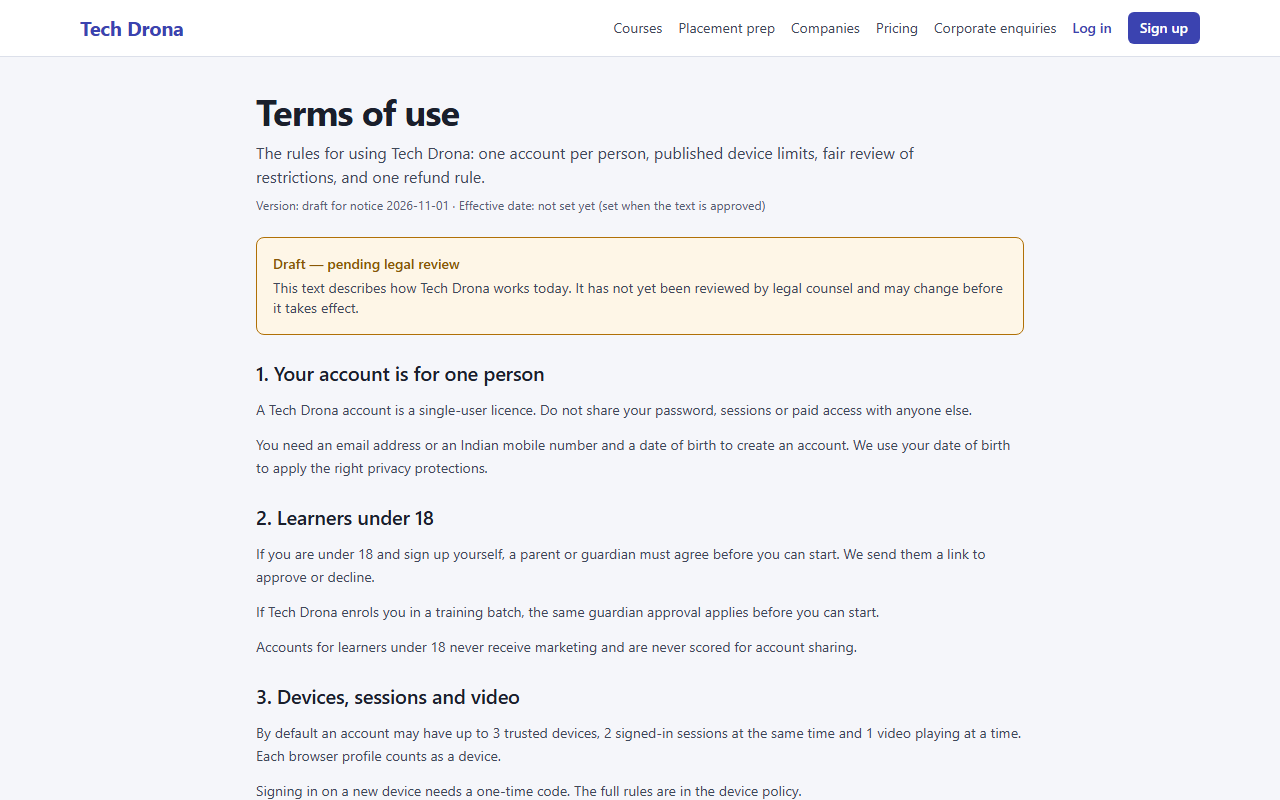 Tech Drona
Courses
Placement prep
Companies
Pricing
Corporate enquiries
Log in
Sign up
Terms of use
The rules for using Tech Drona: one account per person, published device limits, fair review of
restrictions, and one refund rule.
Version: draft for notice 2026-11-01 · Effective date: not set yet (set when the text is approved)
Draft — pending legal review
This text describes how Tech Drona works today. It has not yet been reviewed by legal counsel and may change before
it takes effect.
1. Your account is for one person
A Tech Drona account is a single-user licence. Do not share your password, sessions or paid access with anyone else.
You need an email address or an Indian mobile number and a date of birth to create an account. We use your date of birth
to apply the right privacy protections.
2. Learners under 18
If you are under 18 and sign up yourself, a parent or guardian must agree before you can start. We send them a link to
approve or decline.
If Tech Drona enrols you in a training batch, the same guardian approval applies before you can start.
Accounts for learners under 18 never receive marketing and are never scored for account sharing.
3. Devices, sessions and video
By default an account may have up to 3 trusted devices, 2 signed-in sessions at the same time and 1 video playing at a time.
Each browser profile counts as a device.
Signing in on a new device needs a one-time code. The full rules are in the device policy.